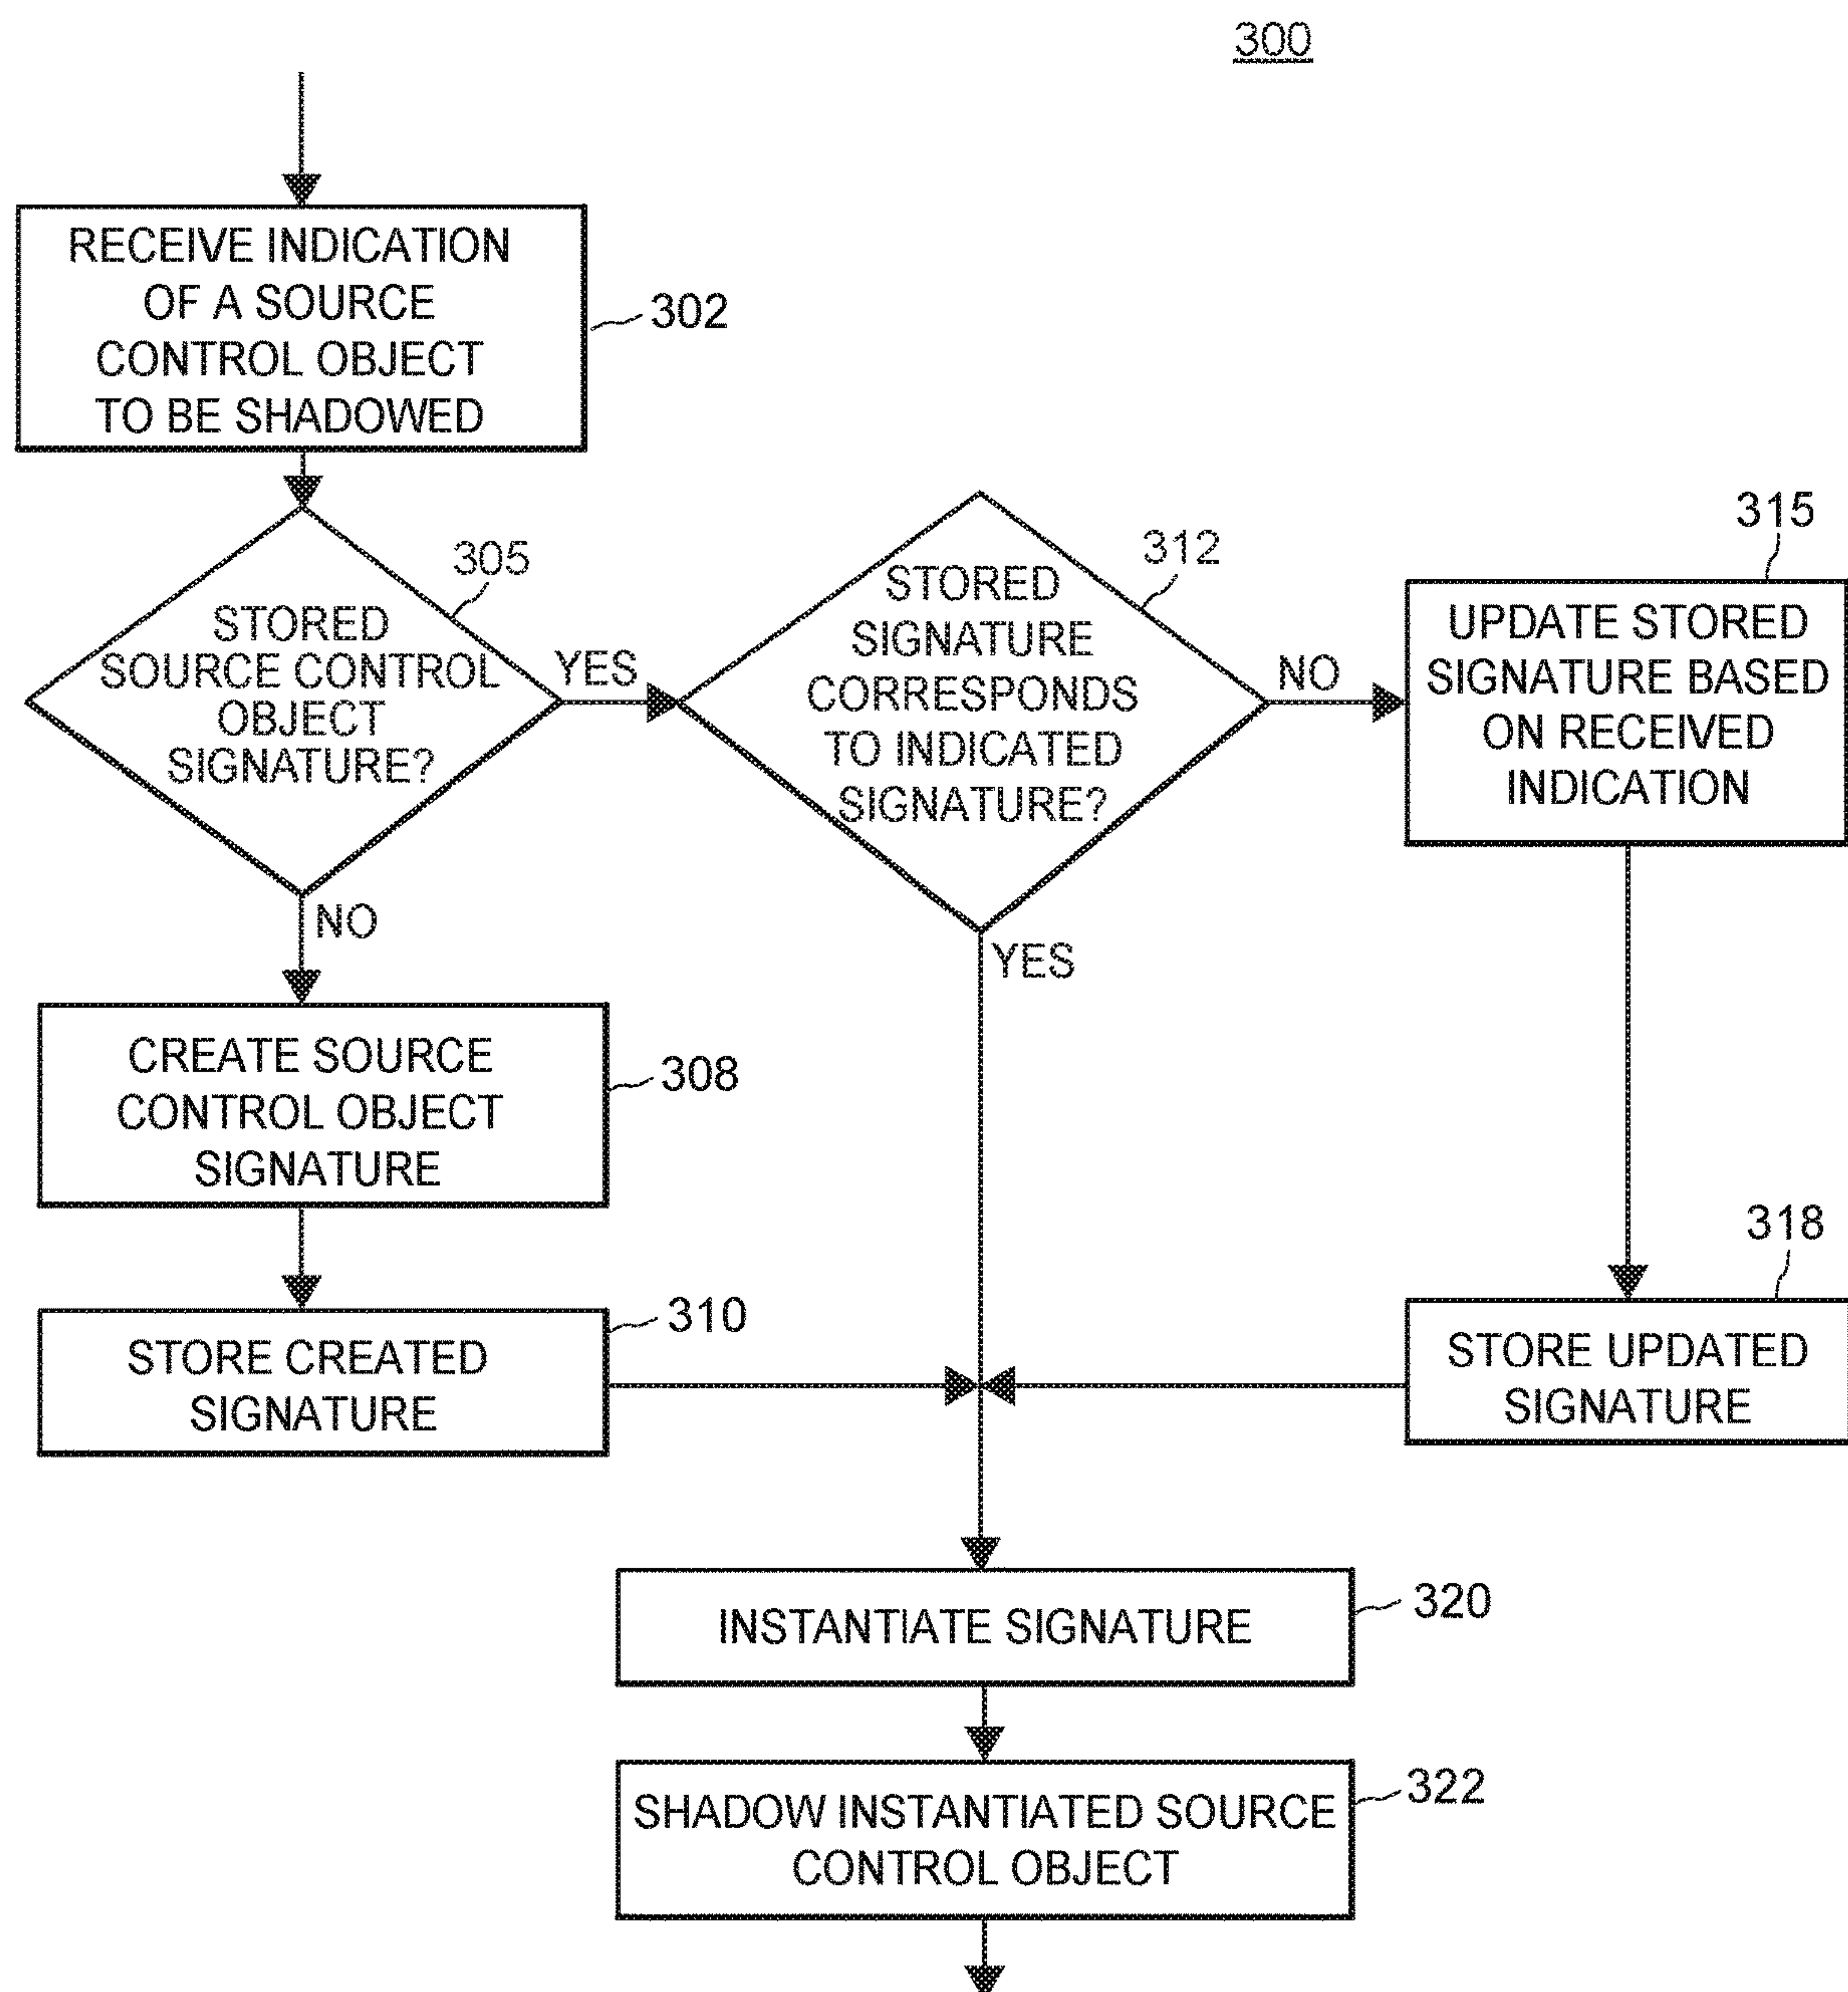 300
RECEIVE INDICATION
OF A SOURCE
CONTROL OBJECT
TO BE SHADOWED
302
305
STORED
SOURCE CONTROL
OBJECT
SIGNATURE?
YES
NO
312
STORED
SIGNATURE
CORRESPONDS
TO INDICATED
SIGNATURE?
NO
YES
315
UPDATE STORED
SIGNATURE BASED
ON RECEIVED
INDICATION
CREATE SOURCE
CONTROL OBJECT
SIGNATURE
308
STORE CREATED
SIGNATURE
310
318
STORE UPDATED
SIGNATURE
INSTANTIATE SIGNATURE
320
SHADOW INSTANTIATED SOURCE
CONTROL OBJECT
322